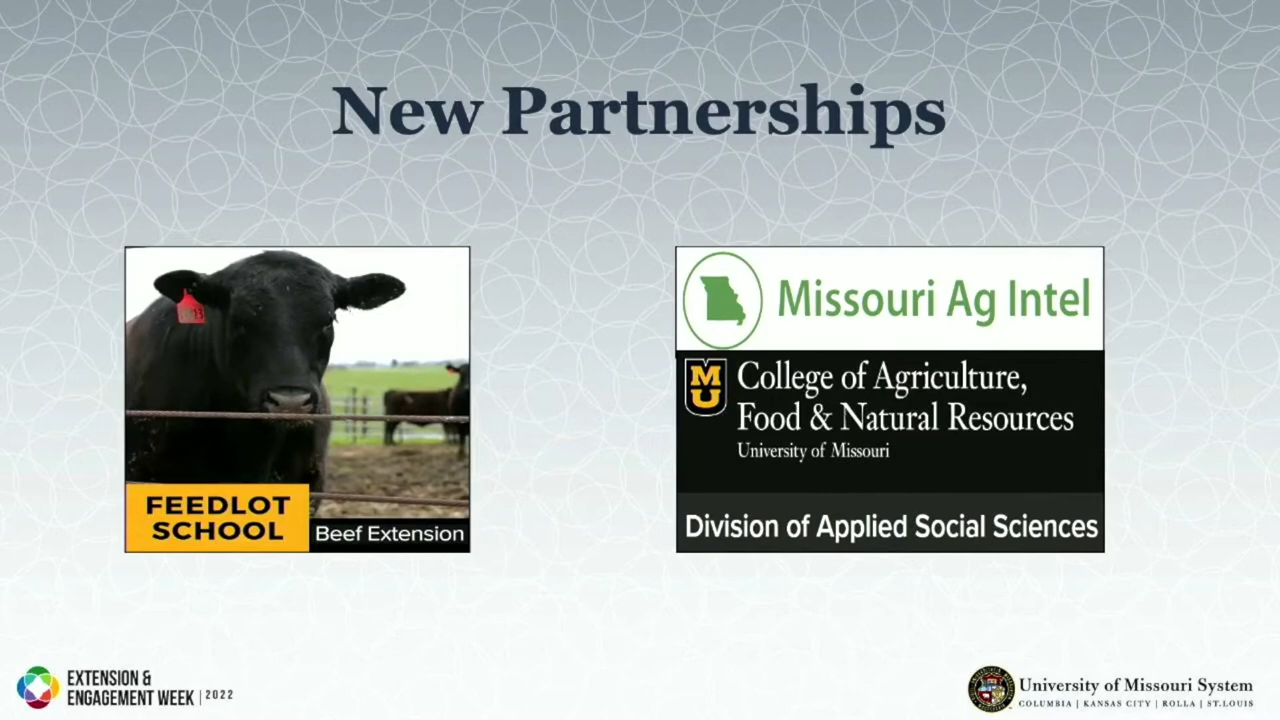 New Partnerships
FEEDLOT
SCHOOL
Beef Extension
Missouri Ag Intel
MU
College of Agriculture,
Food & Natural Resources
University of Missouri
Division of Applied Social Sciences
EXTENSION &
ENGAGEMENT WEEK | 2022
University of Missouri System
COLUMBIA | KANSAS CITY | ROLLA | ST.LOUIS